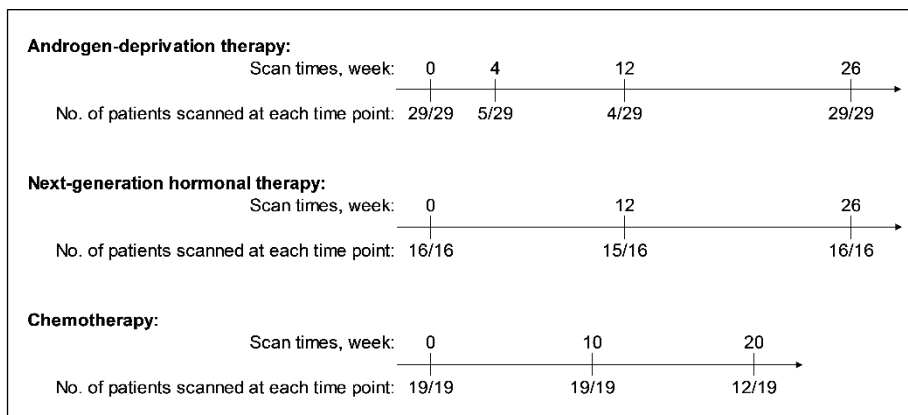 Androgen-deprivation therapy:
Scan times, week: 0 4 12 26
No. of patients scanned at each time point: 29/29 5/29 4/29 29/29
Next-generation hormonal therapy:
Scan times, week: 0 12 26
No. of patients scanned at each time point: 16/16 15/16 16/16
Chemotherapy:
Scan times, week: 0 10 20
No. of patients scanned at each time point: 19/19 19/19 12/19